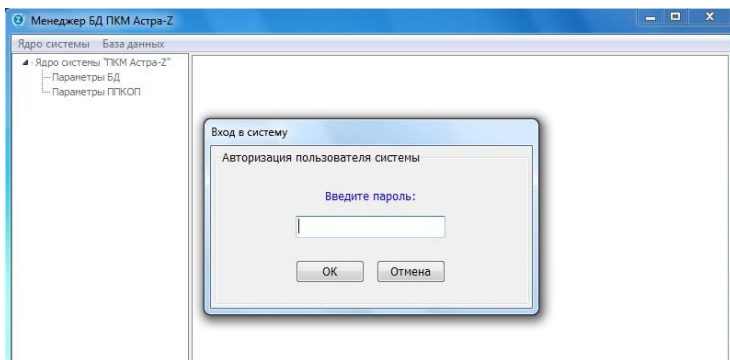 Менеджер БД ПКМ Астра-Z
Ядро системы База данных
Ядро системы "ПКМ Астра-Z"
Параметры БД
Параметры ППКОП
Вход в систему
Авторизация пользователя системы
Введите пароль:
OK Отмена